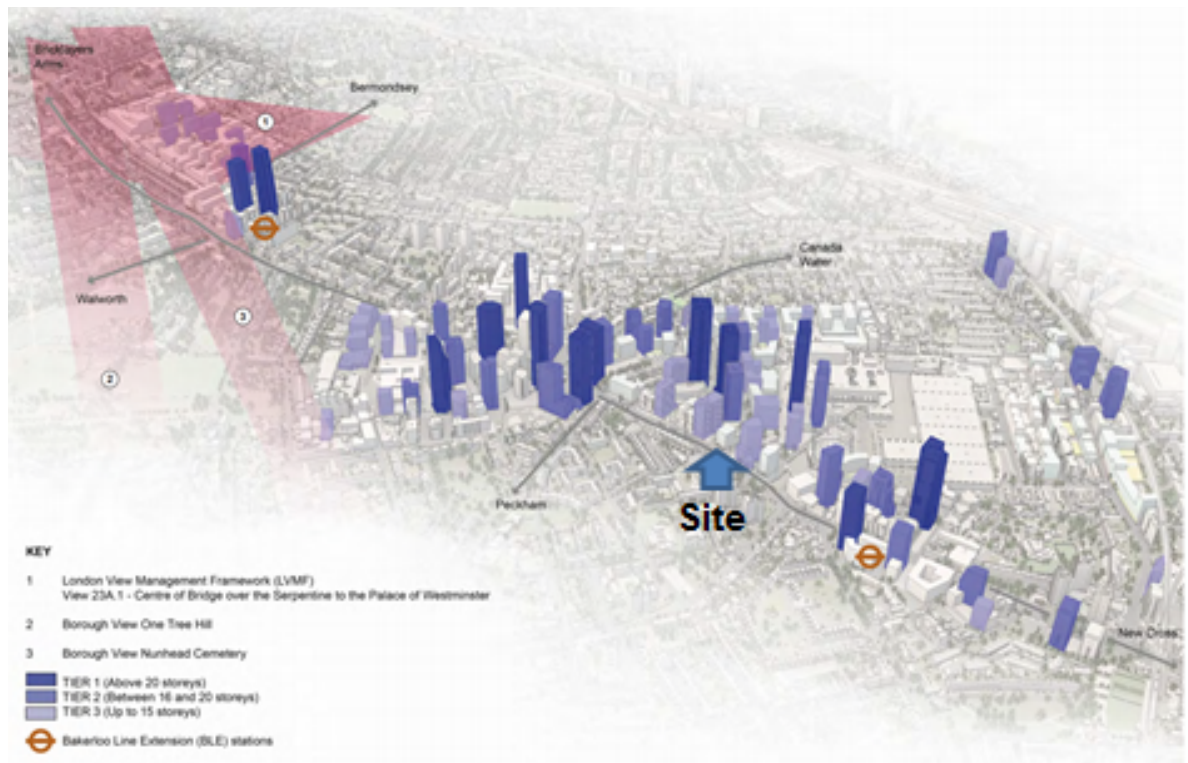 Bricklayers
Arms
Bermondsey
1
Canada
Water
Walworth
3
2
Peckham
Site
New Cross
KEY
1 London View Management Framework (LVMF)
View 23A.1 - Centre of Bridge over the Serpentine to the Palace of Westminster
2 Borough View One Tree Hill
3 Borough View Nunhead Cemetery
TIER 1 (Above 20 storeys)
TIER 2 (Between 16 and 20 storeys)
TIER 3 (Up to 15 storeys)
Bakerloo Line Extension (BLE) stations